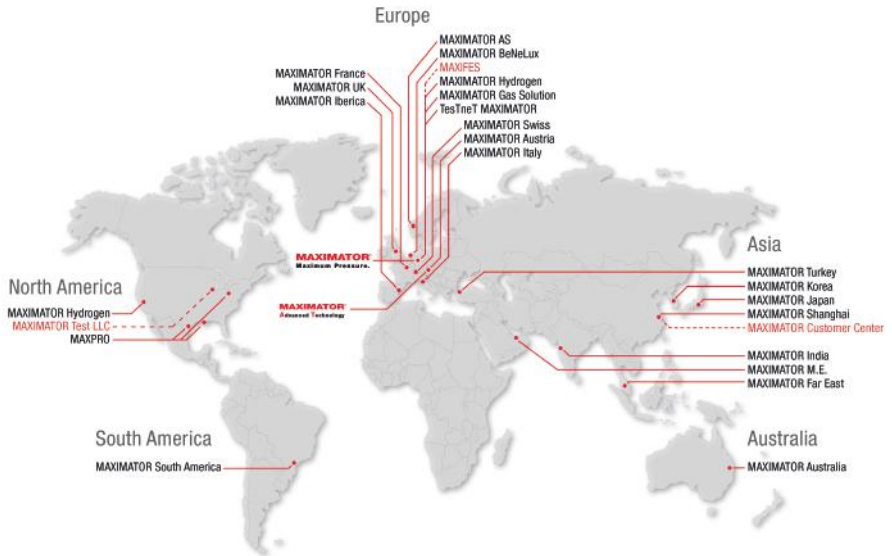 Europe
MAXIMATOR AS
MAXIMATOR BeNeLux
MAXIFES
MAXIMATOR Hydrogen
MAXIMATOR Gas Solution
TesTneT MAXIMATOR
MAXIMATOR France
MAXIMATOR UK
MAXIMATOR Iberica
MAXIMATOR Swiss
MAXIMATOR Austria
MAXIMATOR Italy
MAXIMATOR®
Maximum Pressure.
MAXIMATOR®
Advanced Technology
North America
MAXIMATOR Hydrogen
MAXIMATOR Test LLC
MAXPRO
Asia
MAXIMATOR Turkey
MAXIMATOR Korea
MAXIMATOR Japan
MAXIMATOR Shanghai
MAXIMATOR Customer Center
MAXIMATOR India
MAXIMATOR M.E.
MAXIMATOR Far East
South America
MAXIMATOR South America
Australia
MAXIMATOR Australia